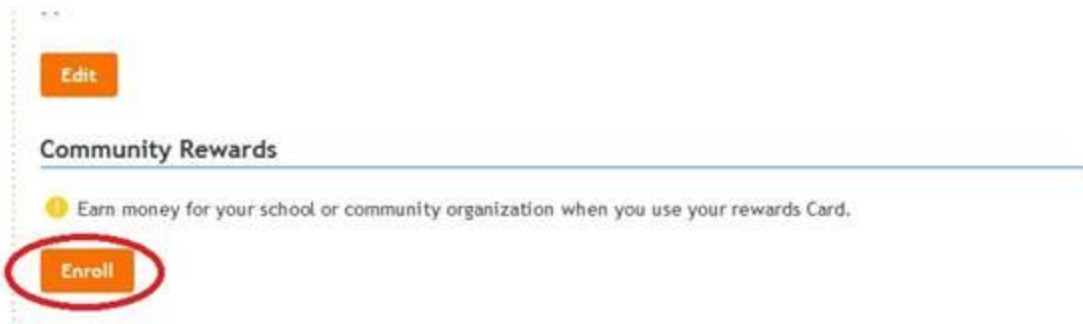 Edit
Community Rewards
Earn money for your school or community organization when you use your rewards Card.
Enroll